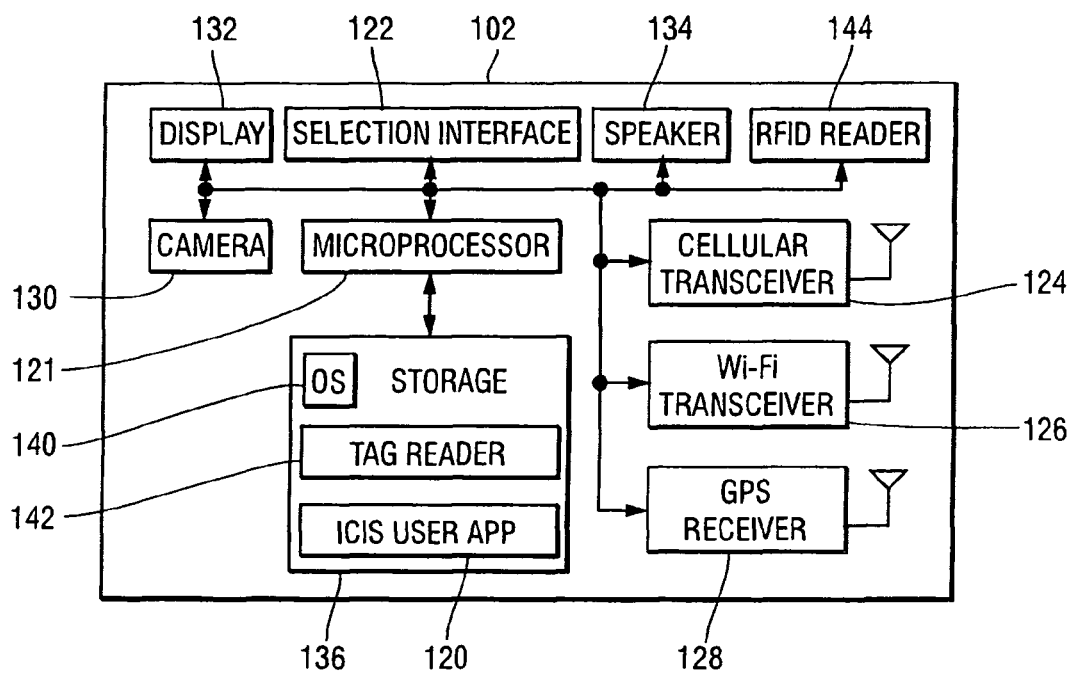 132
122
102
134
144
DISPLAY
SELECTION INTERFACE
SPEAKER
RFID READER
CAMERA
MICROPROCESSOR
CELLULAR
TRANSCEIVER
130
124
121
OS
STORAGE
Wi-Fi
TRANSCEIVER
140
126
TAG READER
142
GPS
RECEIVER
ICIS USER APP
136
120
128